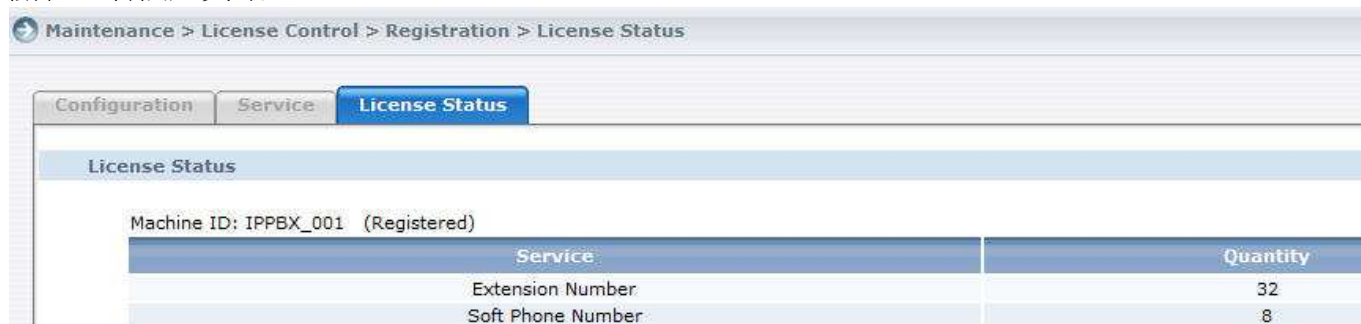 Maintenance > License Control > Registration > License Status
Configuration Service License Status
License Status
Machine ID: IPPBX_001 (Registered)
Service Quantity
Extension Number 32
Soft Phone Number 8